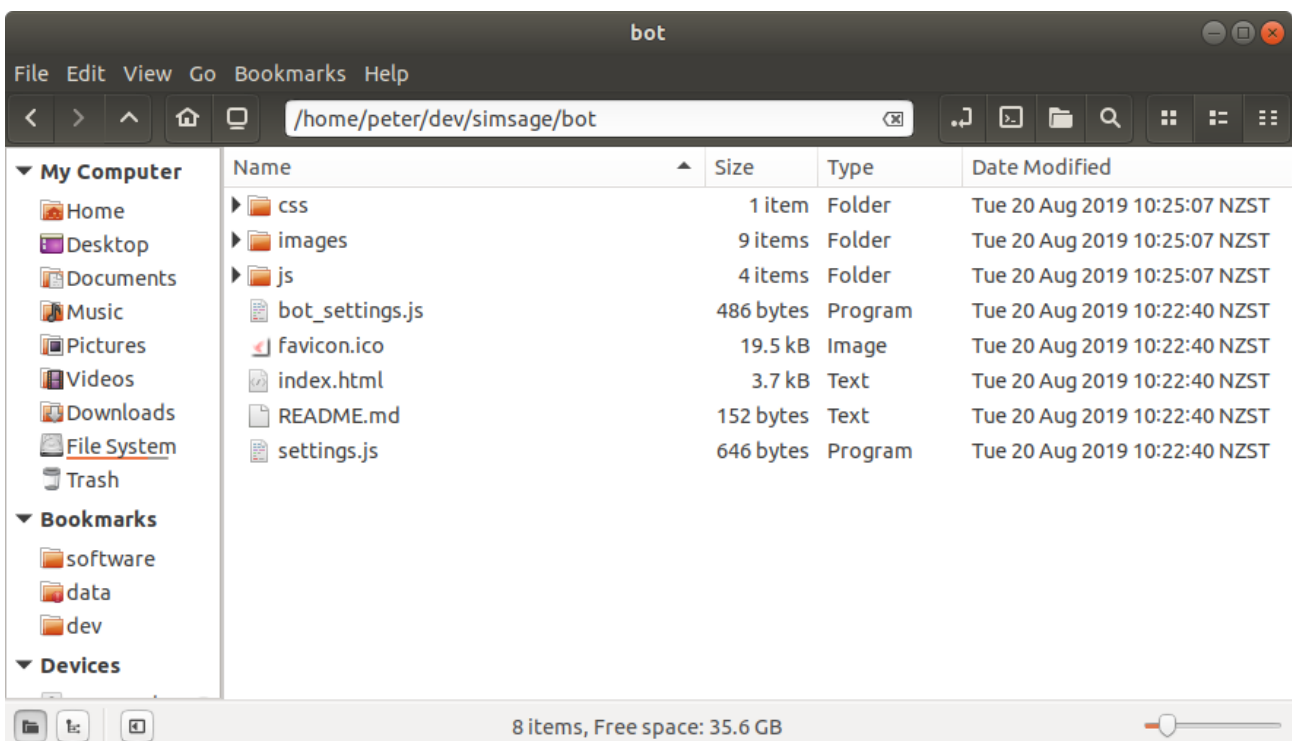 bot
File Edit View Go Bookmarks Help
/home/peter/dev/simsage/bot
My Computer
Home
Desktop
Documents
Music
Pictures
Videos
Downloads
File System
Trash
Bookmarks
software
data
dev
Devices
Name Size Type Date Modified
css 1 item Folder Tue 20 Aug 2019 10:25:07 NZST
images 9 items Folder Tue 20 Aug 2019 10:25:07 NZST
js 4 items Folder Tue 20 Aug 2019 10:25:07 NZST
bot_settings.js 486 bytes Program Tue 20 Aug 2019 10:22:40 NZST
favicon.ico 19.5 kB Image Tue 20 Aug 2019 10:22:40 NZST
index.html 3.7 kB Text Tue 20 Aug 2019 10:22:40 NZST
README.md 152 bytes Text Tue 20 Aug 2019 10:22:40 NZST
settings.js 646 bytes Program Tue 20 Aug 2019 10:22:40 NZST
8 items, Free space: 35.6 GB